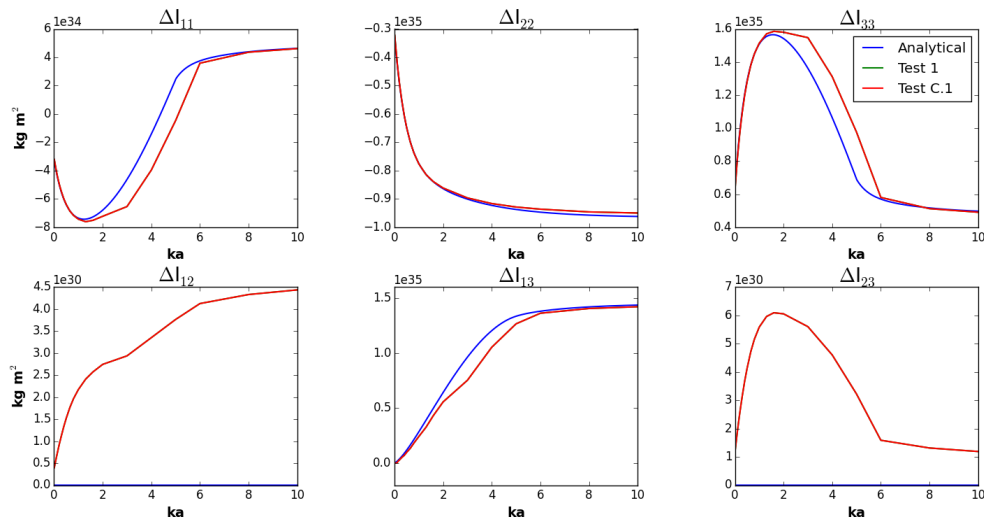 ΔI₁₁
ΔI₂₂
ΔI₃₃
1e34
1e35
1e35
6
4
2
0
−2
−4
−6
−8
−0.3
−0.4
−0.5
−0.6
−0.7
−0.8
−0.9
−1.0
1.6
1.4
1.2
1.0
0.8
0.6
0.4
kg m²
Analytical
Test 1
Test C.1
0 2 4 6 8 10
0 2 4 6 8 10
0 2 4 6 8 10
ka
ka
ka
ΔI₁₂
ΔI₁₃
ΔI₂₃
1e30
1e35
1e30
4.5
4.0
3.5
3.0
2.5
2.0
1.5
1.0
0.5
0.0
1.5
1.0
0.5
0.0
7
6
5
4
3
2
1
0
kg m²
0 2 4 6 8 10
0 2 4 6 8 10
0 2 4 6 8 10
ka
ka
ka